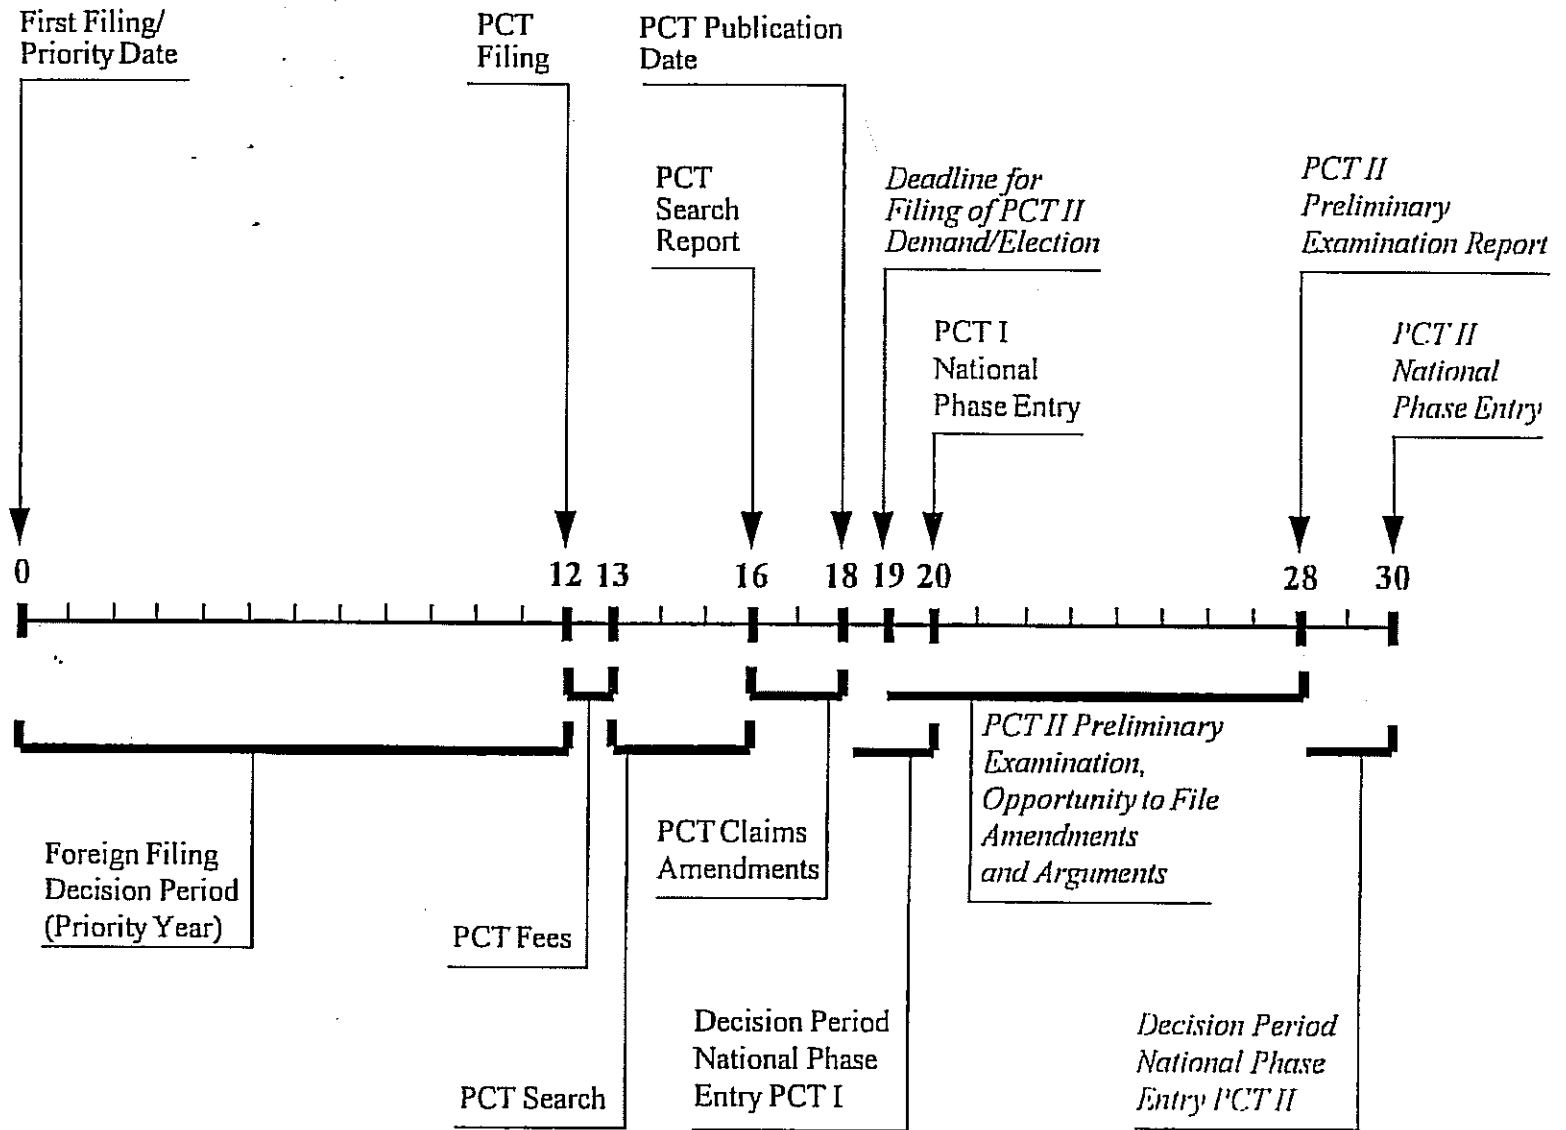 First Filing/
Priority Date
PCT
Filing
PCT Publication
Date
PCT
Search
Report
Deadline for
Filing of PCT II
Demand/Election
PCT II
Preliminary
Examination Report
PCT I
National
Phase Entry
PCT II
National
Phase Entry
0 12 13 16 18 19 20 28 30
Foreign Filing
Decision Period
(Priority Year)
PCT Fees
PCT Search
PCT Claims
Amendments
Decision Period
National Phase
Entry PCT I
PCT II Preliminary
Examination,
Opportunity to File
Amendments
and Arguments
Decision Period
National Phase
Entry PCT II